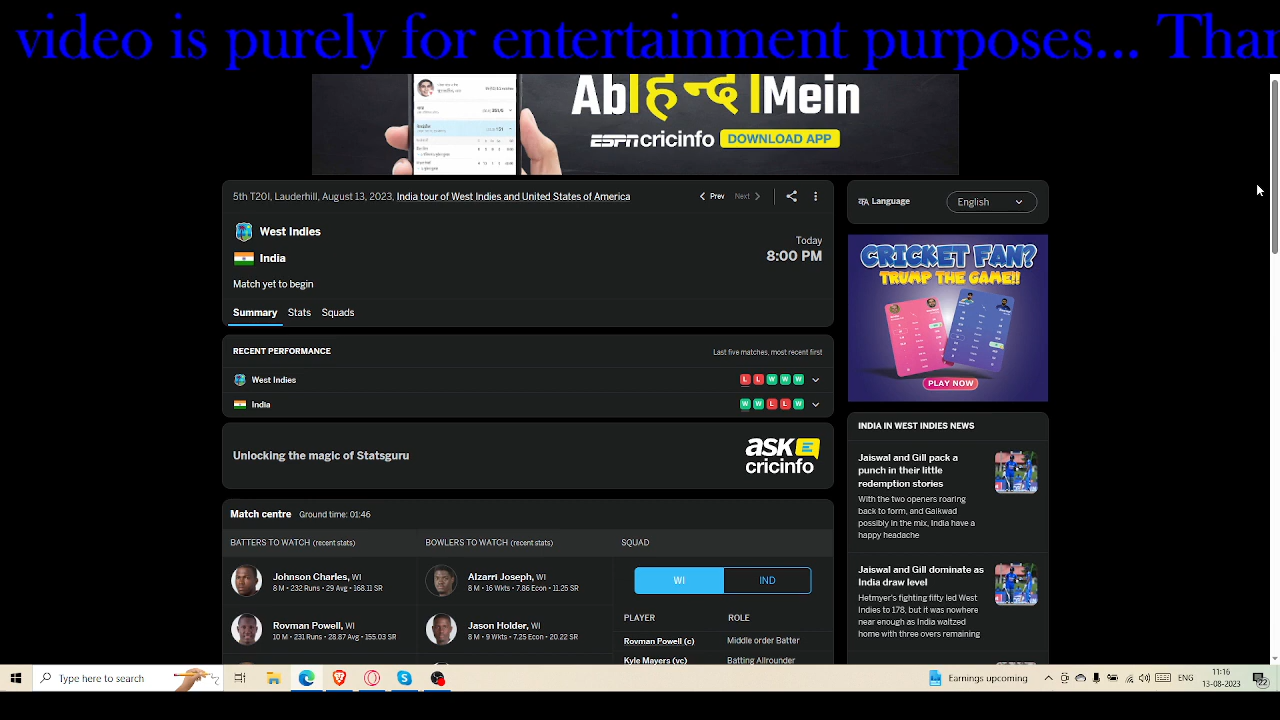 video is purely for entertainment purposes... Than
Ab हिन्दी Mein
ESPNcricinfo DOWNLOAD APP
5th T20I, Lauderhill, August 13, 2023, India tour of West Indies and United States of America
Prev Next
West Indies
India
Match yet to begin
Today
8:00 PM
Summary Stats Squads
RECENT PERFORMANCE Last five matches, most recent first
West Indies L L W W W
India W W L L W
Unlocking the magic of Statsguru
ask
cricinfo
Match centre Ground time: 01:46
BATTERS TO WATCH (recent stats) BOWLERS TO WATCH (recent stats) SQUAD
Johnson Charles, WI
8 M • 232 Runs • 29 Avg • 168.11 SR
Rovman Powell, WI
10 M • 231 Runs • 28.87 Avg • 155.03 SR
Alzarri Joseph, WI
8 M • 16 Wkts • 7.86 Econ • 11.25 SR
Jason Holder, WI
8 M • 9 Wkts • 7.25 Econ • 20.22 SR
WI IND
PLAYER ROLE
Rovman Powell (c) Middle order Batter
Kyle Mayers (vc) Batting Allrounder
Language English
CRICKET FAN?
TRUMP THE GAME!!
PLAY NOW
INDIA IN WEST INDIES NEWS
Jaiswal and Gill pack a
punch in their little
redemption stories
With the two openers roaring
back to form, and Gaikwad
possibly in the mix, India have a
happy headache
Jaiswal and Gill dominate as
India draw level
Hetmyer's fighting fifty led West
Indies to 178, but it was nowhere
near enough as India waltzed
home with three overs remaining
Type here to search
Earnings upcoming
ENG
11:16
13-08-2023
22